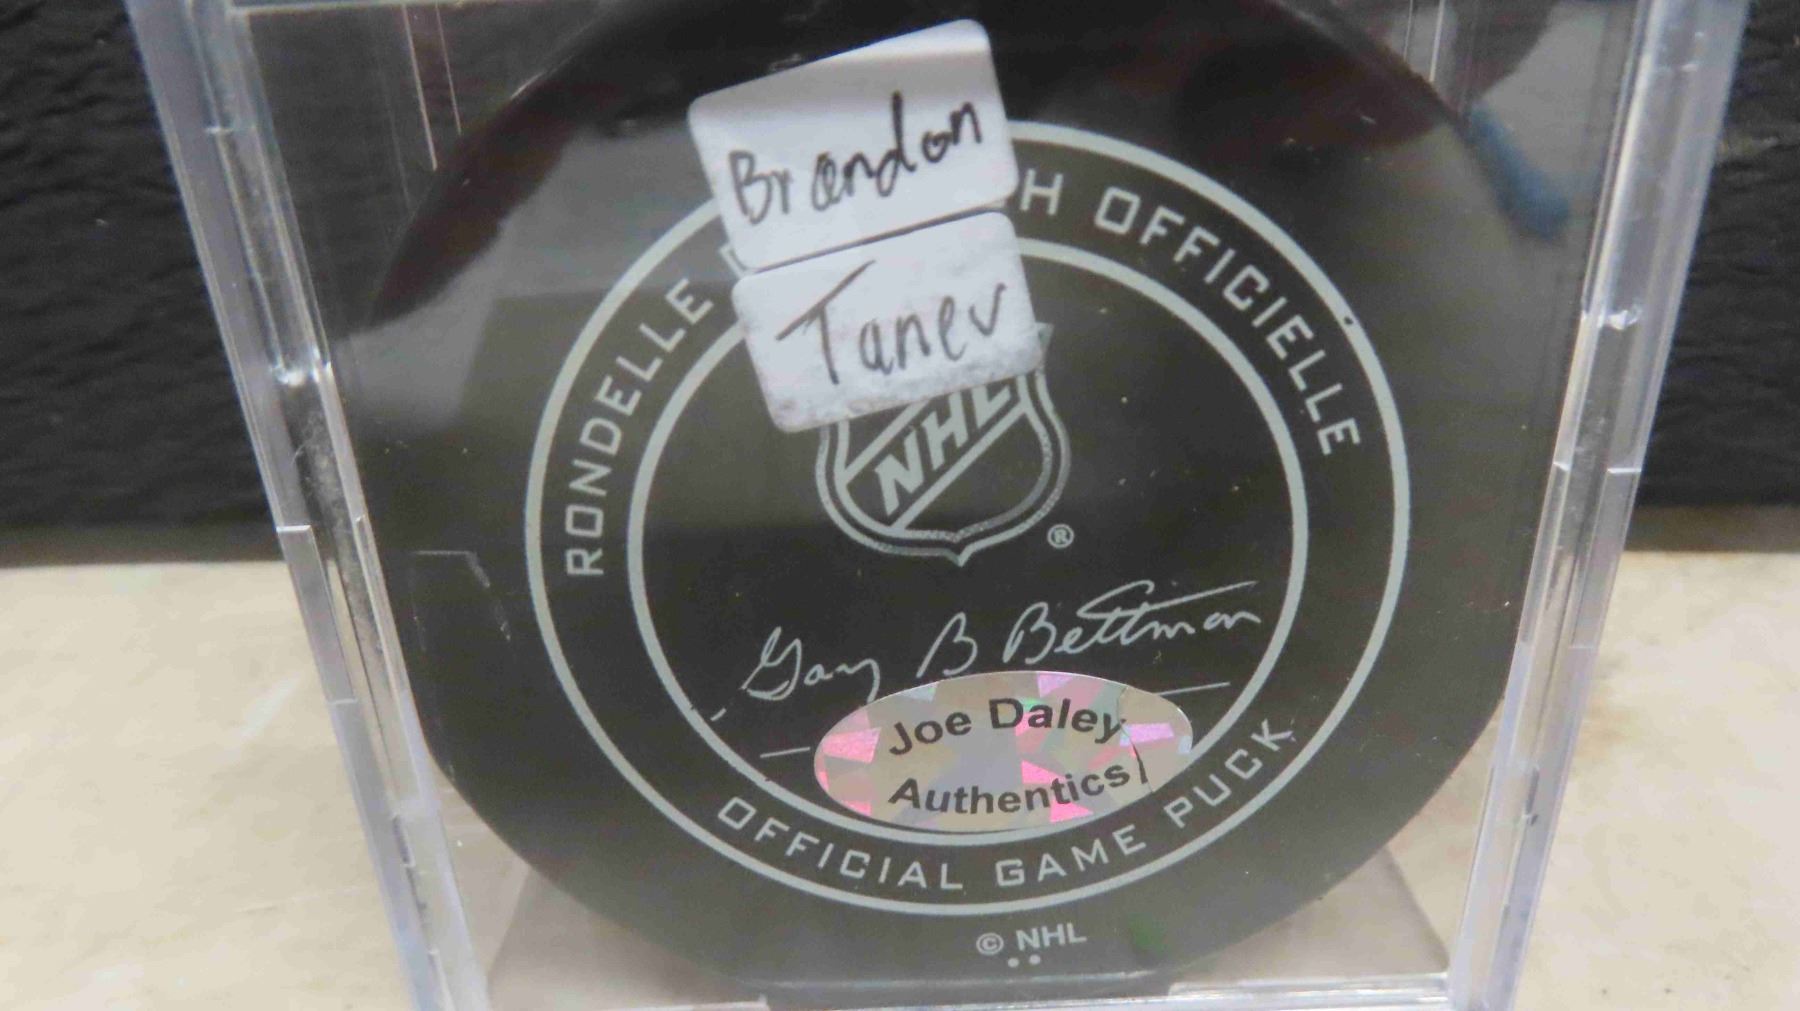 Brandon
Tanev
RONDELLE
H OFFICIELLE
NHL
®
Gary B Bettman
Joe Daley
Authentics
OFFICIAL GAME PUCK
© NHL